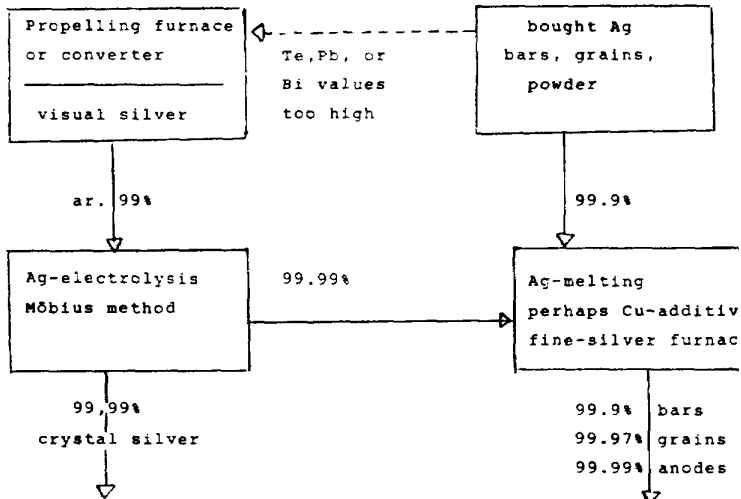 Propelling furnace
or converter
visual silver
Te,Pb, or
Bi values
too high
bought Ag
bars, grains,
powder
ar. 99%
99.9%
Ag-electrolysis
Möbius method
99.99%
Ag-melting
perhaps Cu-additiv
fine-silver furnac
99,99%
crystal silver
99.9% bars
99.97% grains
99.99% anodes